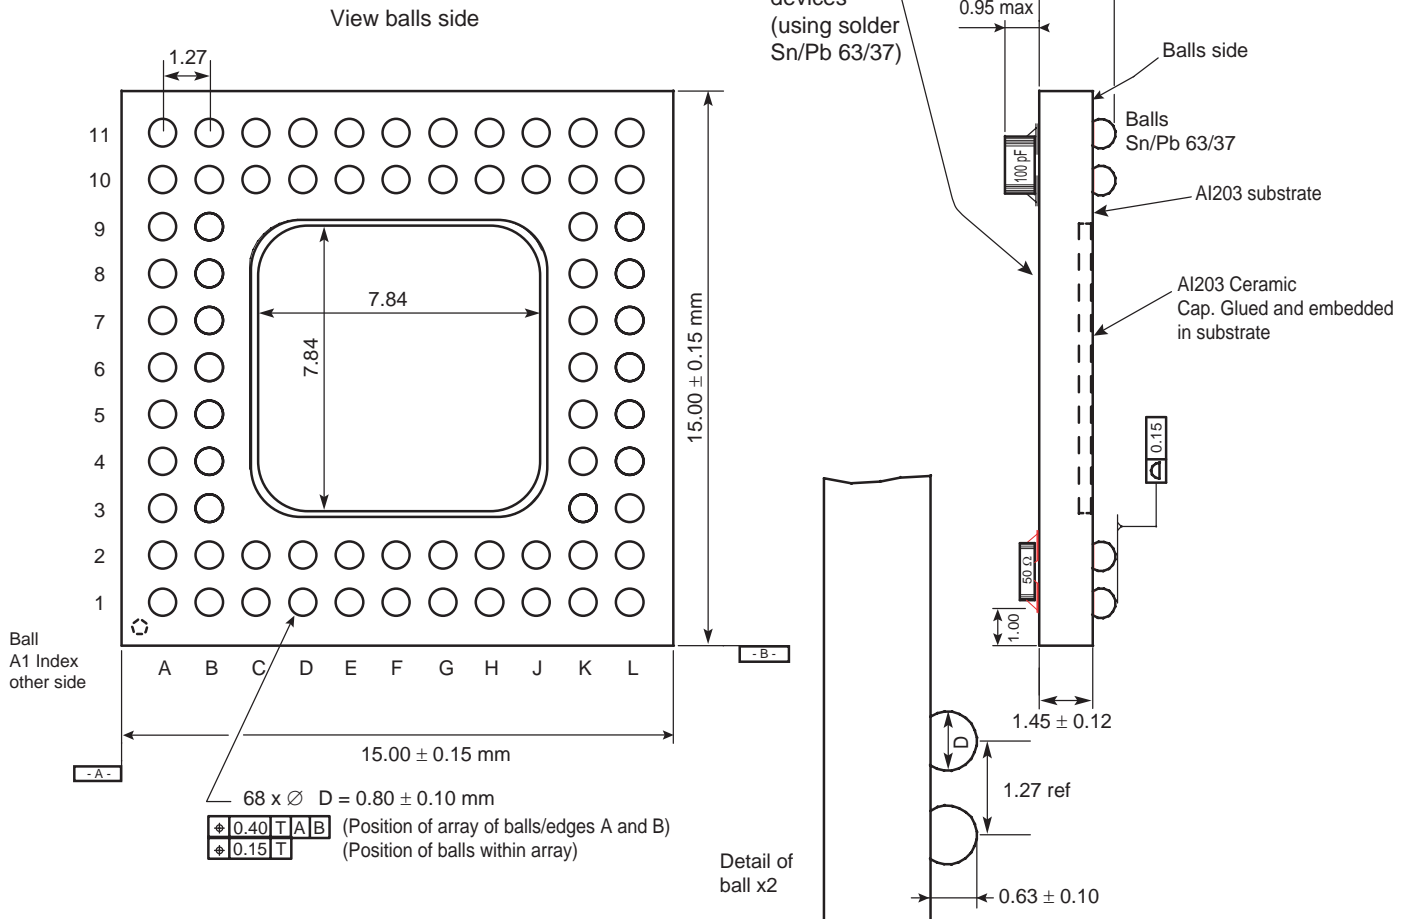 View balls side
devices
(using solder
Sn/Pb 63/37)
0.95 max
Balls side
Balls
Sn/Pb 63/37
Al203 substrate
Al203 Ceramic
Cap. Glued and embedded
in substrate
1.27
11
10
9
8
7
6
5
4
3
2
1
7.84
7.84
15.00 ± 0.15 mm
100 pF
50 Ω
0.15
1.00
Ball
A1 Index
other side
A B C D E F G H J K L
- B -
15.00 ± 0.15 mm
- A -
1.45 ± 0.12
68 x ∅ D = 0.80 ± 0.10 mm
⌖ 0.40 T A B (Position of array of balls/edges A and B)
⌖ 0.15 T (Position of balls within array)
D
1.27 ref
Detail of
ball x2
0.63 ± 0.10